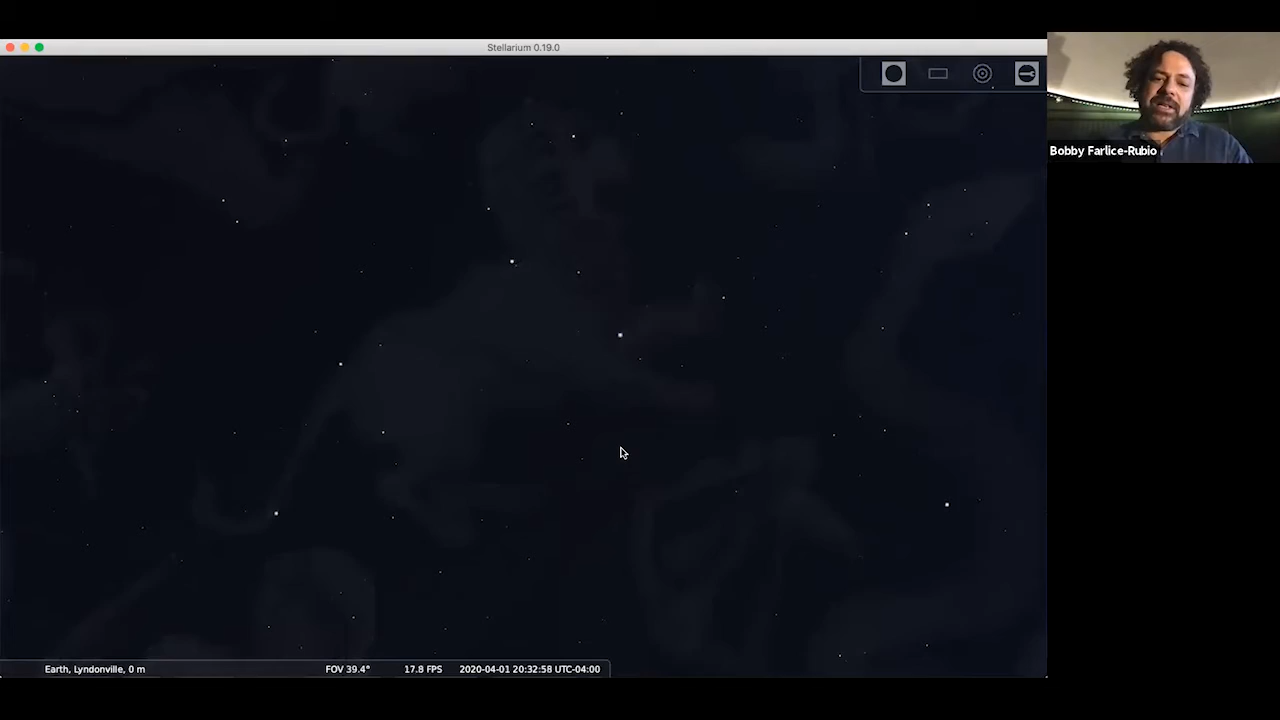 Stellarium 0.19.0
Bobby Farlice-Rubio
Earth, Lyndonville, 0 m FOV 39.4° 17.8 FPS 2020-04-01 20:32:58 UTC-04:00